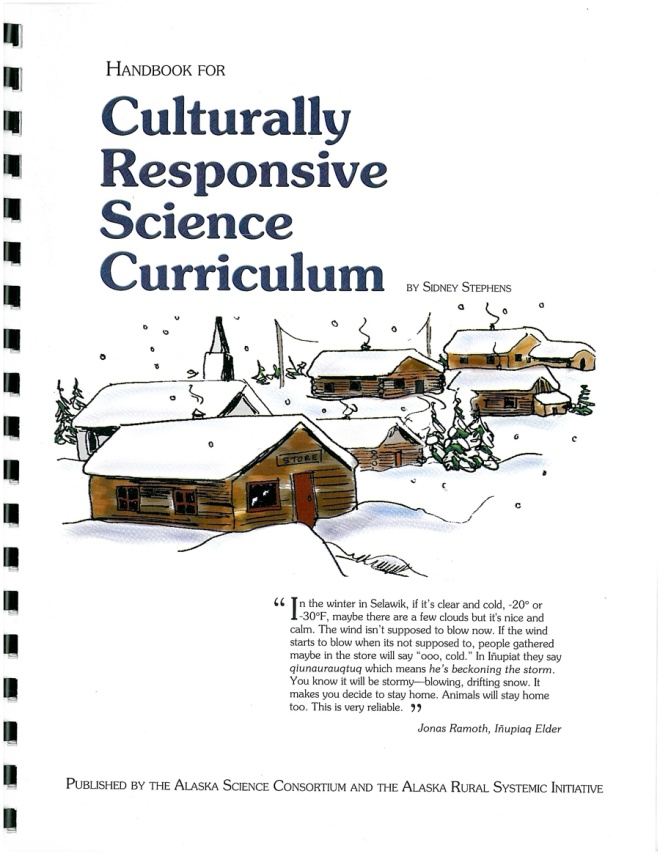 HANDBOOK FOR
Culturally
Responsive
Science
Curriculum
BY SIDNEY STEPHENS
STORE
“In the winter in Selawik, if it's clear and cold, -20° or
-30°F, maybe there are a few clouds but it's nice and
calm. The wind isn't supposed to blow now. If the wind
starts to blow when its not supposed to, people gathered
maybe in the store will say "ooo, cold." In Iñupiat they say
qiunaurauqtuq which means he's beckoning the storm.
You know it will be stormy—blowing, drifting snow. It
makes you decide to stay home. Animals will stay home
too. This is very reliable. ”
Jonas Ramoth, Iñupiaq Elder
PUBLISHED BY THE ALASKA SCIENCE CONSORTIUM AND THE ALASKA RURAL SYSTEMIC INITIATIVE